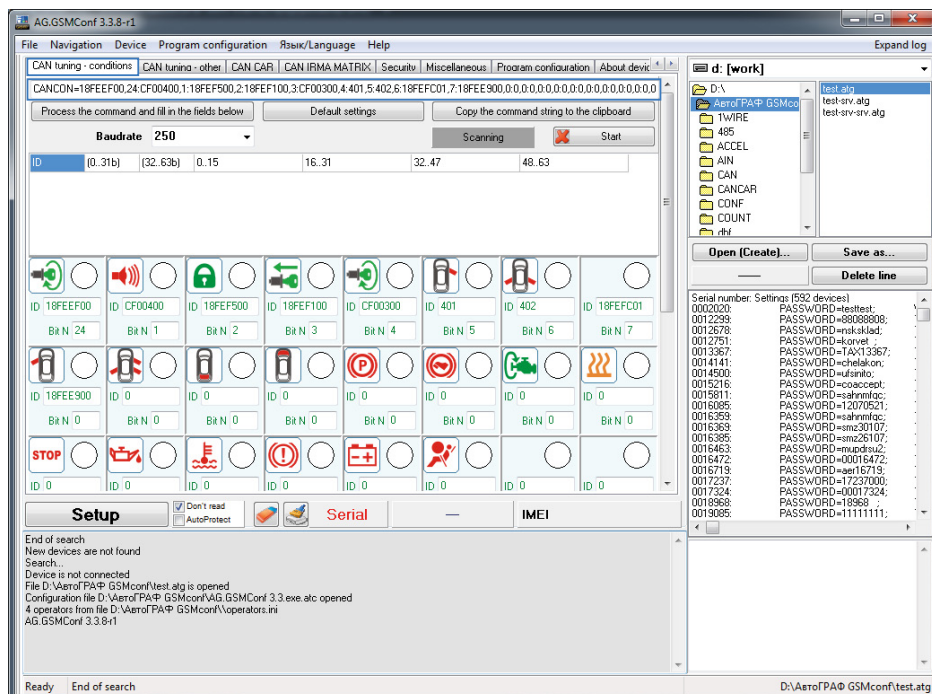 AG.GSMConf 3.3.8-r1
File Navigation Device Program configuration Язык/Language Help Expand log
CAN tuning - conditions CAN tuning - other CAN CAR CAN IRMA MATRIX Security Miscellaneous Program configuration About devic
CANCON=18FEEF00,24:CF00400,1:18FEF500,2:18FEF100,3:CF00300,4:401,5:402,6:18FEFC01,7:18FEE900,0:0,0:0,0:0,0:0,0:0,0:0,0:0,0:0,0:0,0:0,0:0,0
Process the command and fill in the fields below Default settings Copy the command string to the clipboard
Baudrate 250 Scanning Start
ID (0..31b) (32..63b) 0..15 16..31 32..47 48..63
ID 18FEEF00 ID CF00400 ID 18FEF500 ID 18FEF100 ID CF00300 ID 401 ID 402 ID 18FEFC01
Bit N 24 Bit N 1 Bit N 2 Bit N 3 Bit N 4 Bit N 5 Bit N 6 Bit N 7
P
ID 18FEE900 ID 0 ID 0 ID 0 ID 0 ID 0 ID 0 ID 0
Bit N 0 Bit N 0 Bit N 0 Bit N 0 Bit N 0 Bit N 0 Bit N 0 Bit N 0
STOP
ID 0 ID 0 ID 0 ID 0 ID 0 ID 0 ID 0 ID 0
Setup Don't read Serial — IMEI
AutoProtect
End of search
New devices are not found
Search...
Device is not connected
File D:\АвтоГРАФ GSMconf\test.atg is opened
Configuration file D:\АвтоГРАФ GSMconf\AG.GSMConf 3.3.exe.atc opened
4 operators from file D:\АвтоГРАФ GSMconf\\operators.ini
AG.GSMConf 3.3.8-r1
d: [work]
D:\
АвтоГРАФ GSMco
1WIRE
485
ACCEL
AIN
CAN
CANCAR
CONF
COUNT
dbf
test.atg
test-srv.atg
test-srv-srv.atg
Open (Create)... Save as...
— Delete line
Serial number: Settings (592 devices)
0002020: PASSWORD=testtest;
0012299: PASSWORD=88088808;
0012678: PASSWORD=nsksklad;
0012751: PASSWORD=korvet ;
0013367: PASSWORD=TAX13367;
0014141: PASSWORD=chelakon;
0014500: PASSWORD=ufsinito;
0015216: PASSWORD=coaccept;
0015811: PASSWORD=sahnmfgc;
0016085: PASSWORD=12070521;
0016359: PASSWORD=sahnmfgc;
0016369: PASSWORD=smz30107;
0016385: PASSWORD=smz26107;
0016463: PASSWORD=mupdrsu2;
0016472: PASSWORD=00016472;
0016719: PASSWORD=aer16719;
0017237: PASSWORD=17237000;
0017324: PASSWORD=00017324;
0018968: PASSWORD=18968 ;
0019085: PASSWORD=11111111;
Ready End of search D:\АвтоГРАФ GSMconf\test.atg